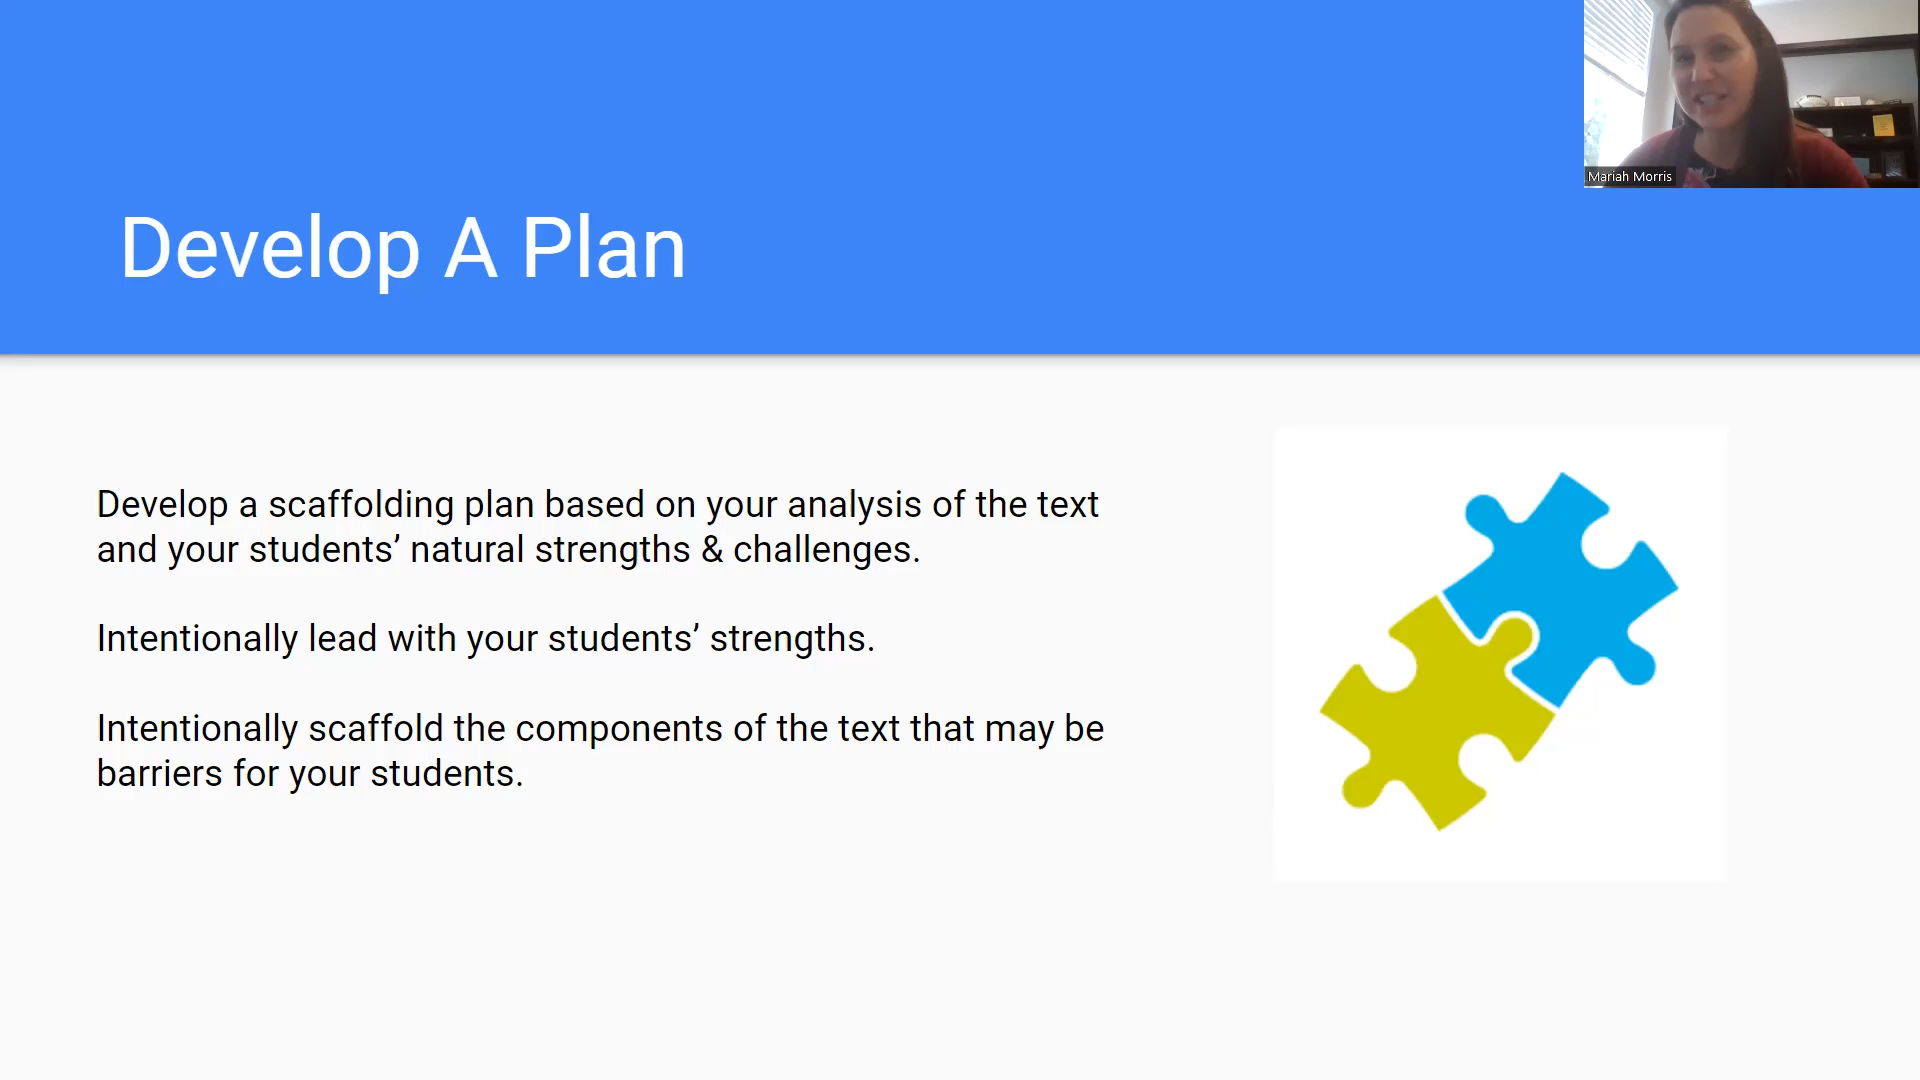 Mariah Morris
Develop A Plan
Develop a scaffolding plan based on your analysis of the text
and your students’ natural strengths & challenges.
Intentionally lead with your students’ strengths.
Intentionally scaffold the components of the text that may be
barriers for your students.